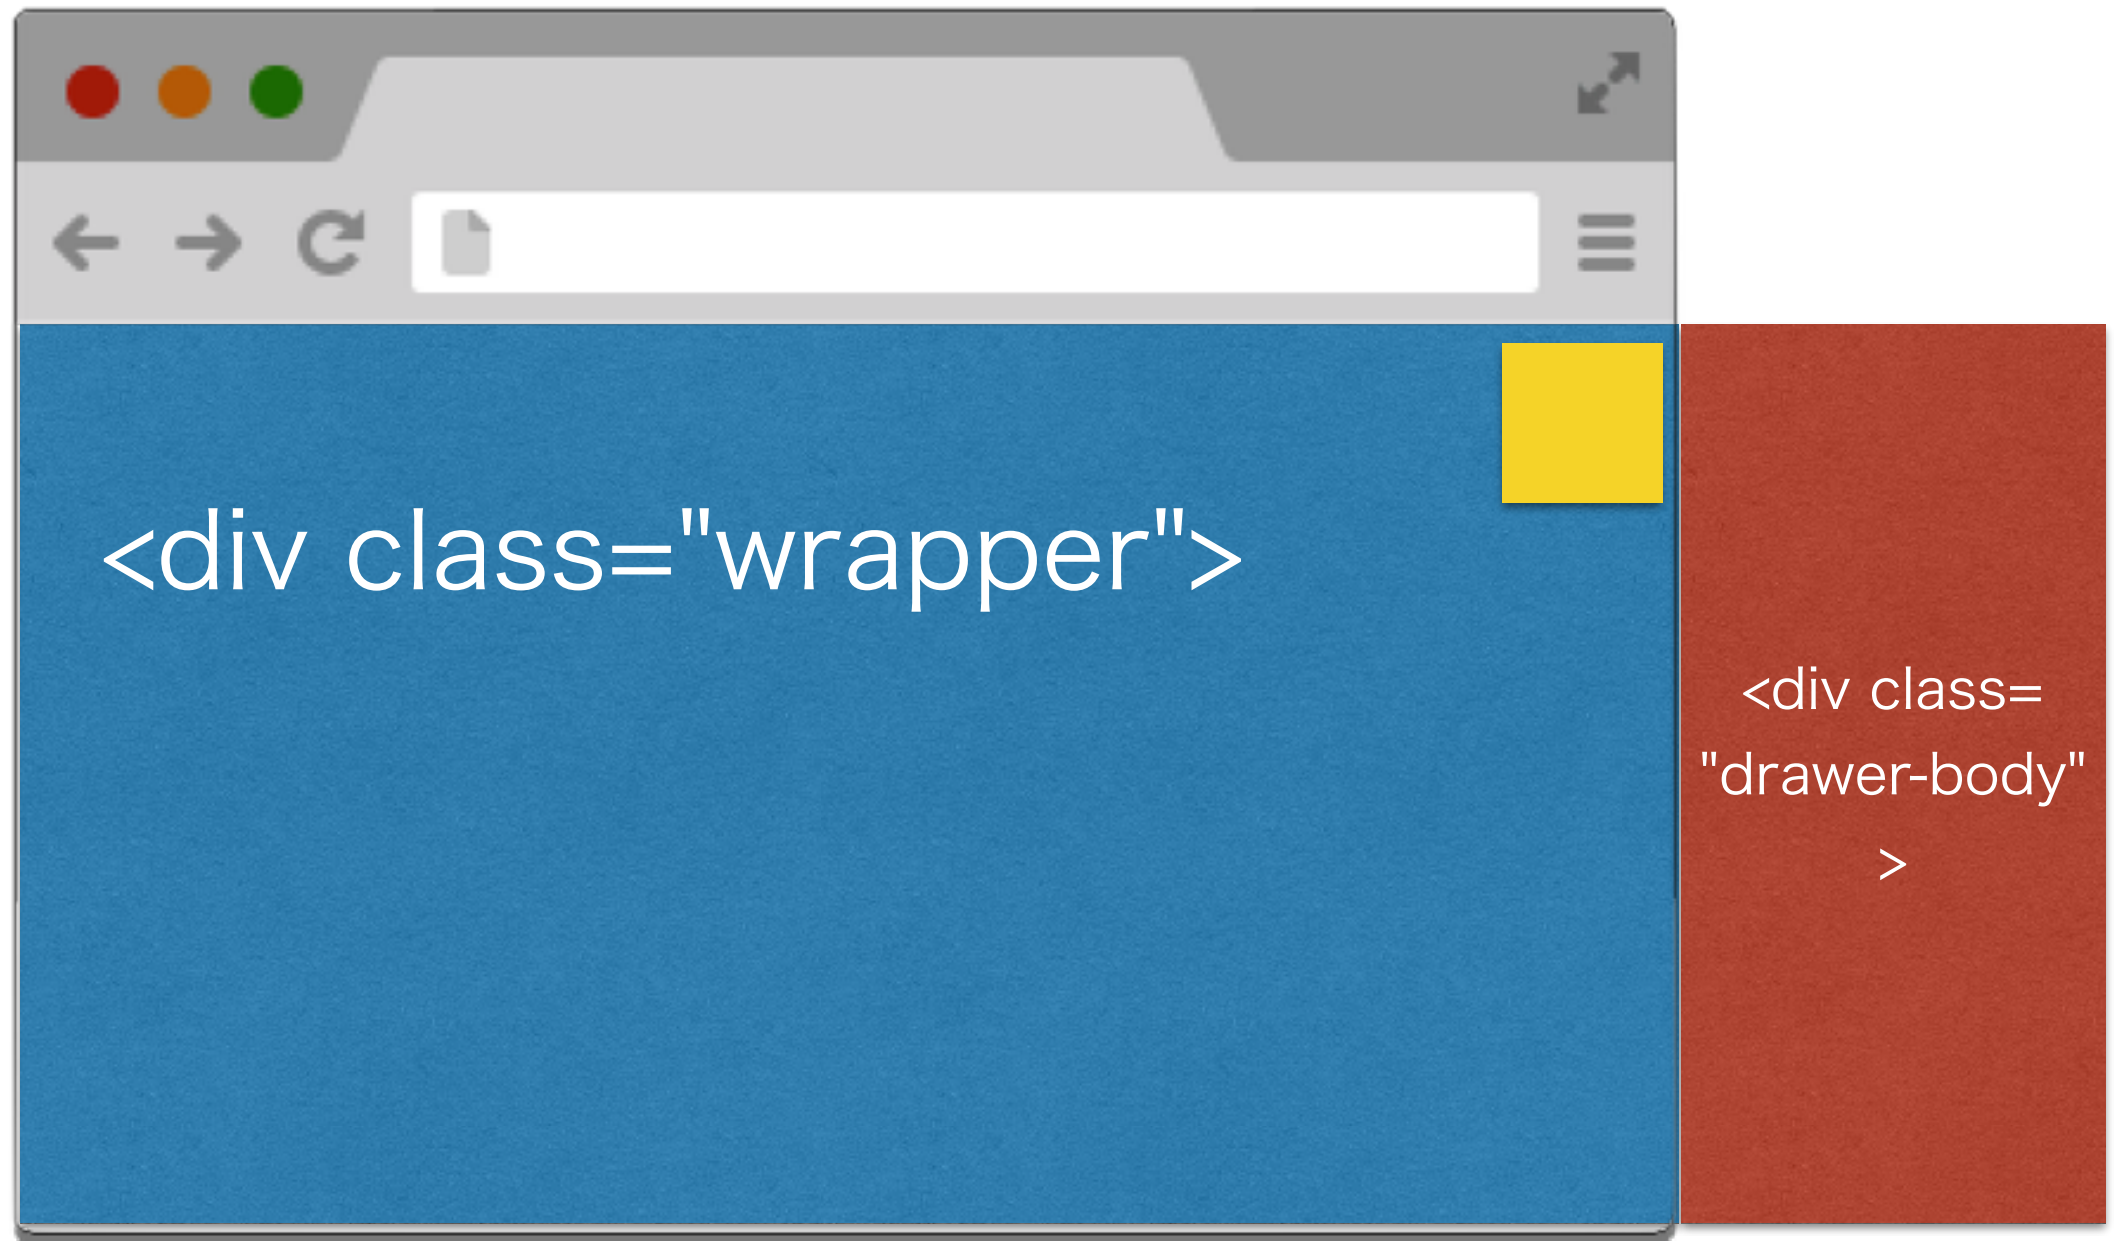 <div class="wrapper">
<div class=
"drawer-body"
>